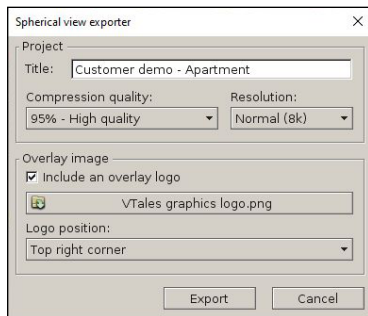 Spherical view exporter
Project
Title: Customer demo - Apartment
Compression quality: Resolution:
95% - High quality Normal (8k)
Overlay image
Include an overlay logo
VTales graphics logo.png
Logo position:
Top right corner
Export Cancel